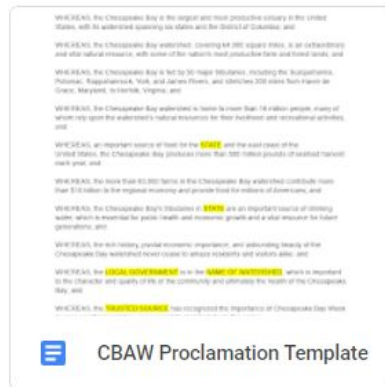 WHEREAS, the Chesapeake Bay is the largest and most productive estuary in the United
States, with its watershed spanning six states and the District of Columbia; and
WHEREAS, the Chesapeake Bay watershed, covering 64,000 square miles, is an extraordinary
and vital natural resource, with some of the nation's most productive farm and forest lands; and
WHEREAS, the Chesapeake Bay is fed by 50 major tributaries, including the Susquehanna,
Potomac, Rappahannock, York, and James Rivers, and stretches 200 miles from Havre de
Grace, Maryland, to Norfolk, Virginia; and
WHEREAS, the Chesapeake Bay watershed is home to more than 18 million people, many of
whom rely upon the watershed's natural resources for their livelihood and recreational activities;
and
WHEREAS, an important source of food for the STATE and the east coast of the
United States, the Chesapeake Bay produces more than 500 million pounds of seafood harvest
each year; and
WHEREAS, the more than 83,000 farms in the Chesapeake Bay watershed contribute more
than $10 billion to the regional economy and provide food for millions of Americans; and
WHEREAS, the Chesapeake Bay's tributaries in STATE are an important source of drinking
water, which is essential for public health and economic growth and a vital resource for future
generations; and
WHEREAS, the rich history, pivotal economic importance, and astounding beauty of the
Chesapeake Bay watershed never cease to amaze residents and visitors alike; and
WHEREAS, the LOCAL GOVERNMENT is in the NAME OF WATERSHED, which is important
to the character and quality of life of the community and ultimately the health of the Chesapeake
Bay; and
WHEREAS, the TRUSTED SOURCE has recognized the importance of Chesapeake Bay Week
CBAW Proclamation Template